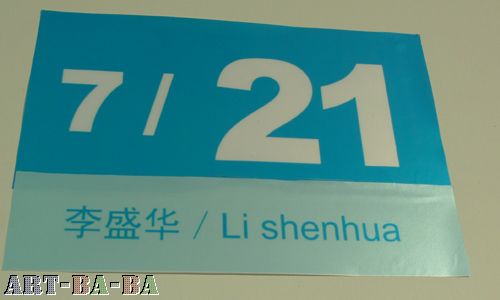 7 / 21
李盛华 / Li shenhua
ART-BA-BA